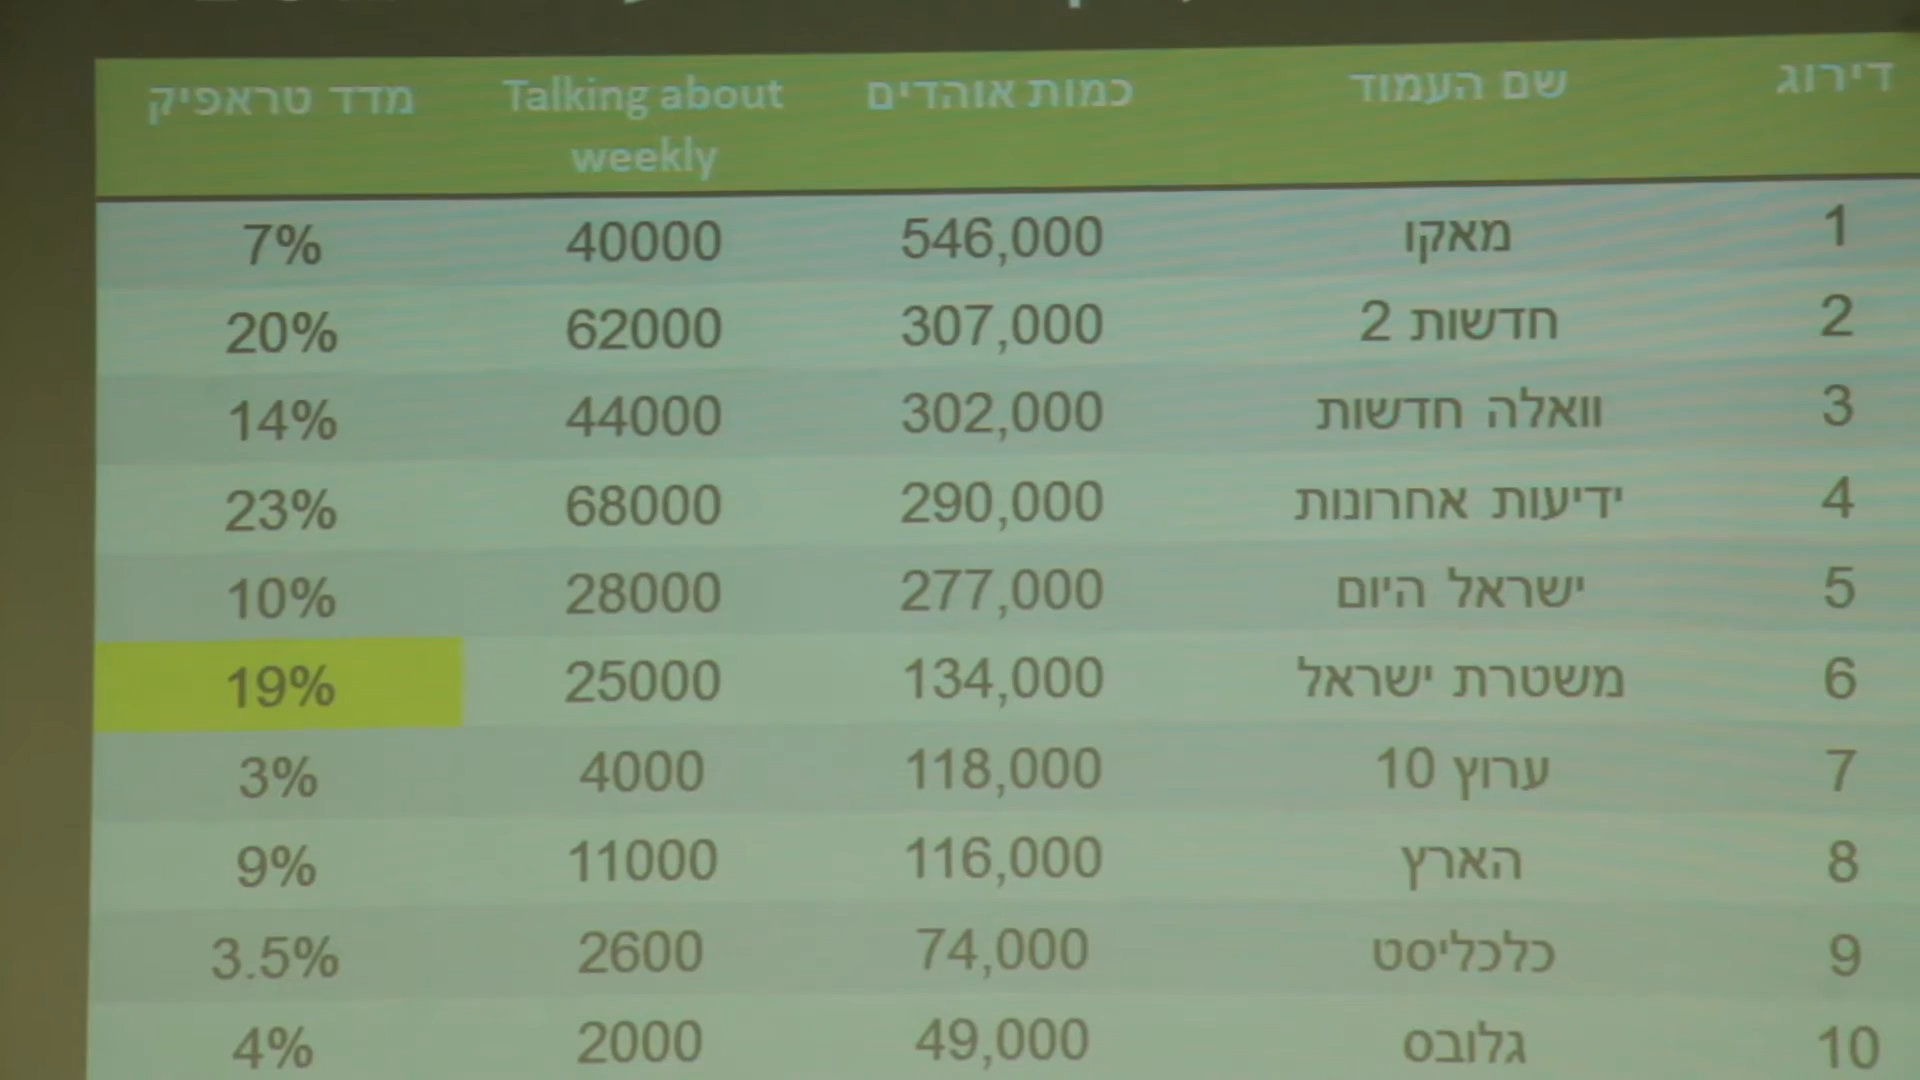 דירוג שם העמוד כמות אוהדים Talking about weekly מדד טראפיק
1 מאקו 546,000 40000 7%
2 חדשות 2 307,000 62000 20%
3 וואלה חדשות 302,000 44000 14%
4 ידיעות אחרונות 290,000 68000 23%
5 ישראל היום 277,000 28000 10%
6 משטרת ישראל 134,000 25000 19%
7 ערוץ 10 118,000 4000 3%
8 הארץ 116,000 11000 9%
9 כלכליסט 74,000 2600 3.5%
10 גלובס 49,000 2000 4%